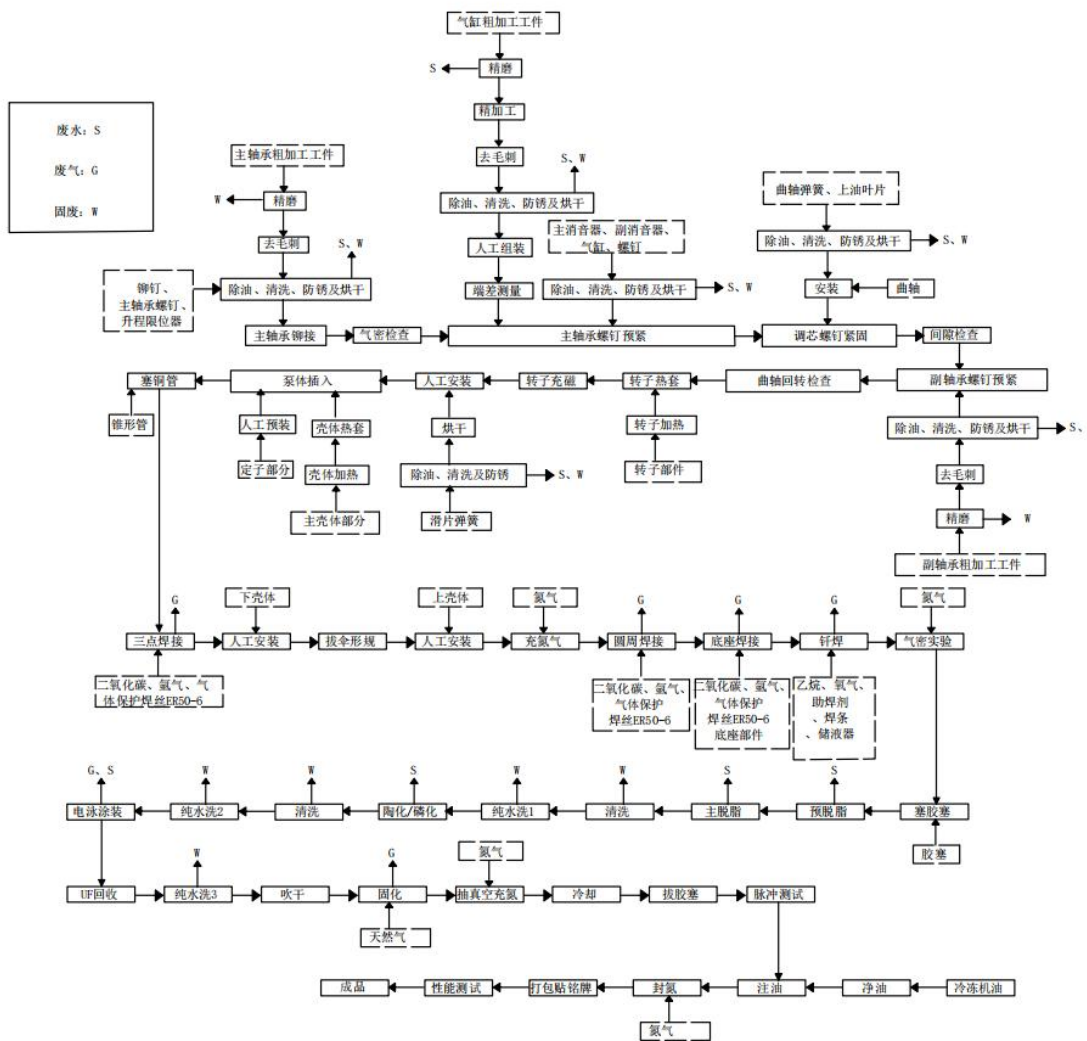 气缸粗加工工件
S
精磨
精加工
废水：S
废气：G
固废：W
主轴承粗加工工件
去毛刺
S、W
W
精磨
除油、清洗、防锈及烘干
曲轴弹簧、上油叶片
去毛刺
S、W
人工组装
主消音器、副消音器、
气缸、螺钉
除油、清洗、防锈及烘干
S、W
铆钉、
主轴承螺钉、
升程限位器
除油、清洗、防锈及烘干
端差测量
除油、清洗、防锈及烘干
S、W
安装
曲轴
主轴承铆接
气密检查
主轴承螺钉预紧
调芯螺钉紧固
间隙检查
塞铜管
泵体插入
人工安装
转子充磁
转子热套
曲轴回转检查
副轴承螺钉预紧
锥形管
人工预装
壳体热套
烘干
转子加热
除油、清洗、防锈及烘干
S、
定子部分
壳体加热
除油、清洗及防锈
S、W
转子部件
去毛刺
主壳体部分
滑片弹簧
精磨
W
副轴承粗加工工件
G
下壳体
上壳体
氮气
G
G
G
氮气
三点焊接
人工安装
拔伞形规
人工安装
充氮气
圆周焊接
底座焊接
钎焊
气密实验
二氧化碳、氩气、气
体保护焊丝ER50-6
二氧化碳、氩气、
气体保护
焊丝ER50-6
二氧化碳、氩气、
气体保护
焊丝ER50-6
底座部件
乙烷、氧气、
助焊剂
、焊条
、储液器
G、S
W
W
S
W
W
S
S
电泳涂装
纯水洗2
清洗
陶化/磷化
纯水洗1
清洗
主脱脂
预脱脂
塞胶塞
胶塞
W
G
氮气
UF回收
纯水洗3
吹干
固化
抽真空充氮
冷却
拔胶塞
脉冲测试
天然气
成品
性能测试
打包贴铭牌
封氮
注油
净油
冷冻机油
氮气